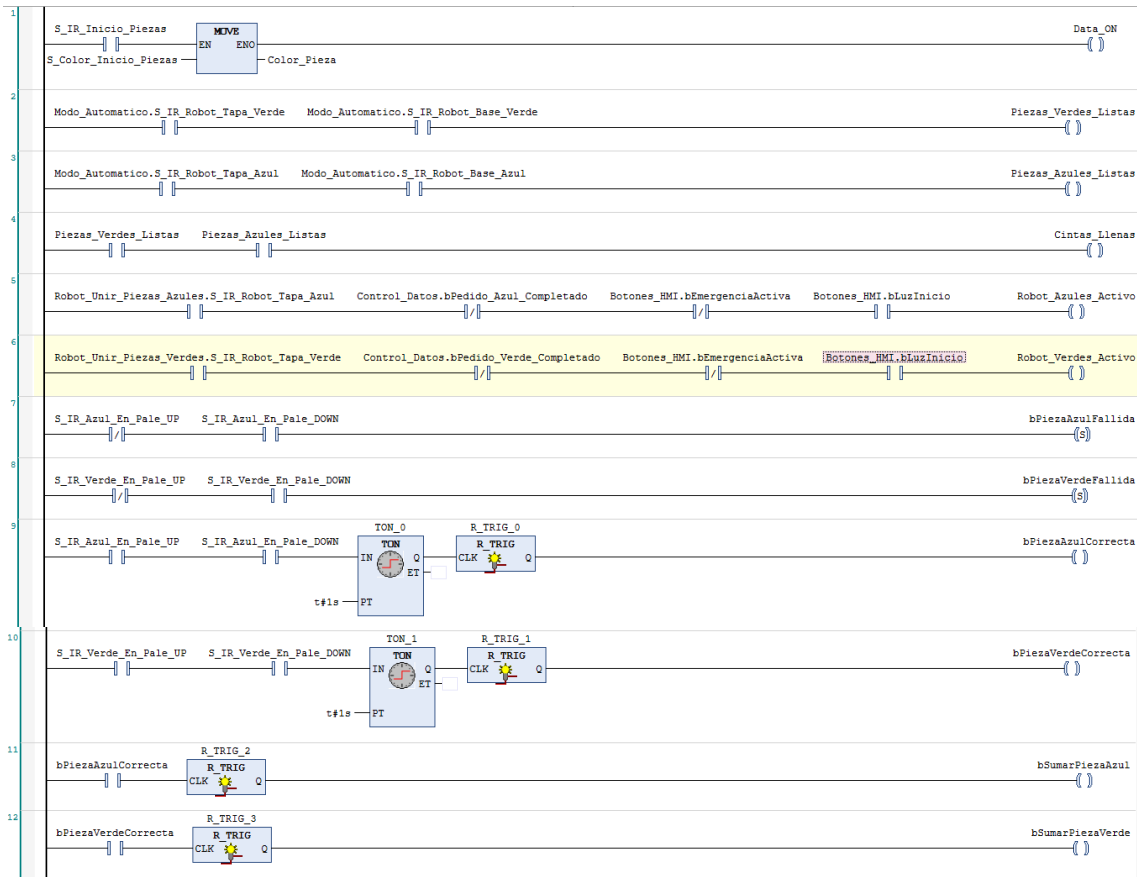 1
S_IR_Inicio_Piezas MOVE Data_ON
EN ENO
S_Color_Inicio_Piezas Color_Pieza
2
Modo_Automatico.S_IR_Robot_Tapa_Verde Modo_Automatico.S_IR_Robot_Base_Verde Piezas_Verdes_Listas
3
Modo_Automatico.S_IR_Robot_Tapa_Azul Modo_Automatico.S_IR_Robot_Base_Azul Piezas_Azules_Listas
4
Piezas_Verdes_Listas Piezas_Azules_Listas Cintas_Llenas
5
Robot_Unir_Piezas_Azules.S_IR_Robot_Tapa_Azul Control_Datos.bPedido_Azul_Completado Botones_HMI.bEmergenciaActiva Botones_HMI.bLuzInicio Robot_Azules_Activo
6
Robot_Unir_Piezas_Verdes.S_IR_Robot_Tapa_Verde Control_Datos.bPedido_Verde_Completado Botones_HMI.bEmergenciaActiva Botones_HMI.bLuzInicio Robot_Verdes_Activo
7
S_IR_Azul_En_Pale_UP S_IR_Azul_En_Pale_DOWN bPiezaAzulFallida
S
8
S_IR_Verde_En_Pale_UP S_IR_Verde_En_Pale_DOWN bPiezaVerdeFallida
S
9
TON_0 R_TRIG_0
S_IR_Azul_En_Pale_UP S_IR_Azul_En_Pale_DOWN TON R_TRIG bPiezaAzulCorrecta
IN Q CLK Q
ET
t#1s PT
10
TON_1 R_TRIG_1
S_IR_Verde_En_Pale_UP S_IR_Verde_En_Pale_DOWN TON R_TRIG bPiezaVerdeCorrecta
IN Q CLK Q
ET
t#1s PT
11
R_TRIG_2
bPiezaAzulCorrecta R_TRIG bSumarPiezaAzul
CLK Q
12
R_TRIG_3
bPiezaVerdeCorrecta R_TRIG bSumarPiezaVerde
CLK Q